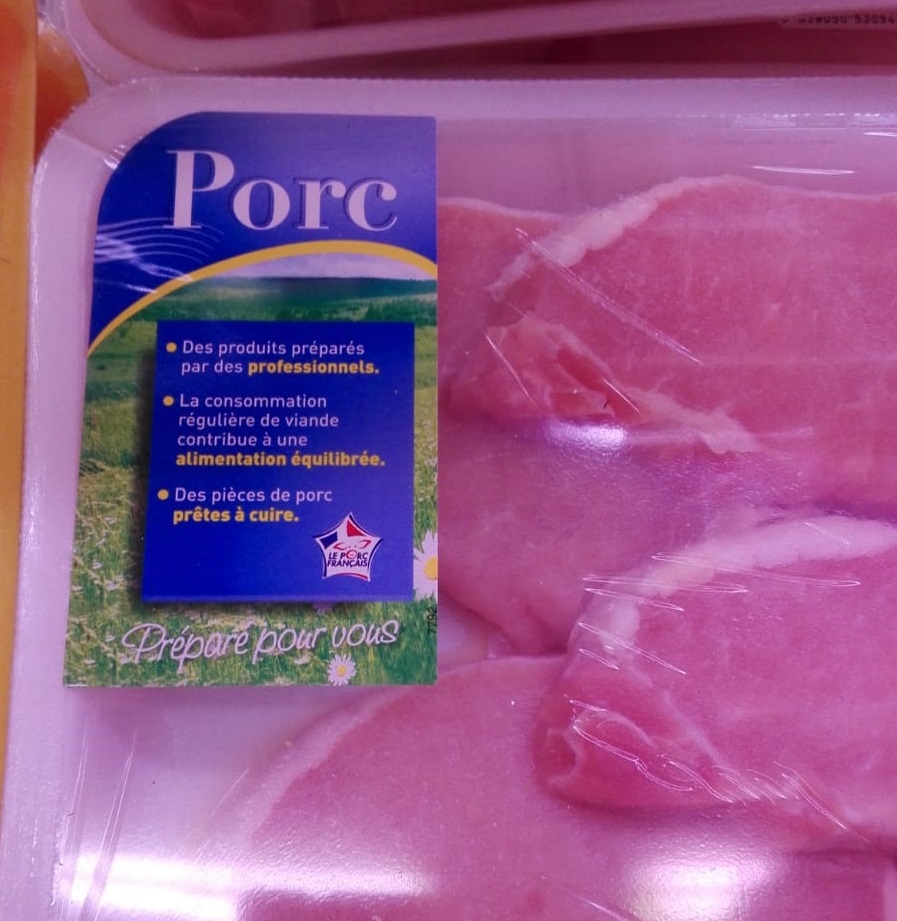 Porc
Des produits préparés
par des professionnels.
La consommation
régulière de viande
contribue à une
alimentation équilibrée.
Des pièces de porc
prêtes à cuire.
LE PORC
FRANÇAIS
Préparé pour vous
7792